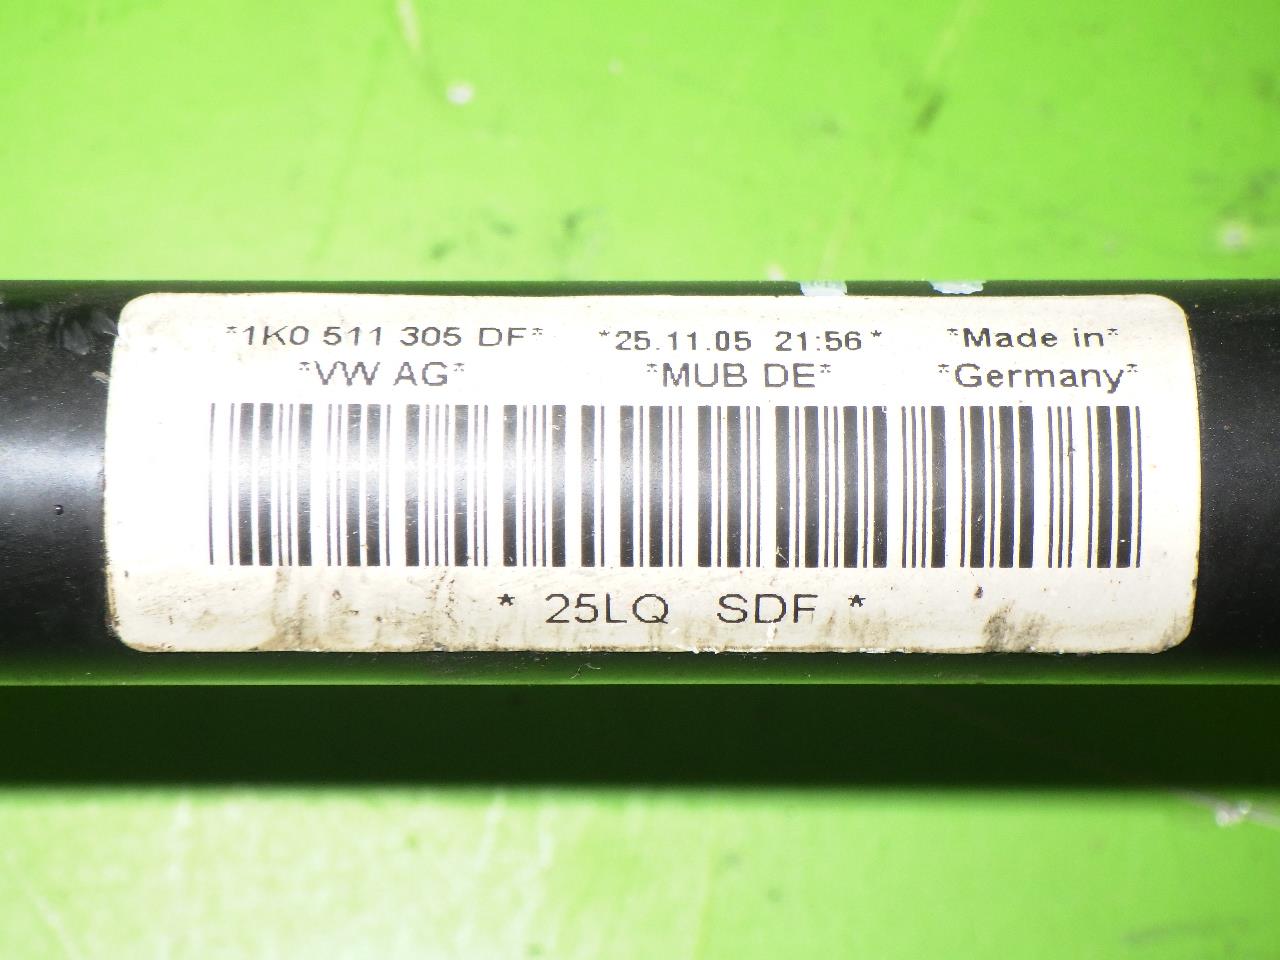 *1K0 511 305 DF* *25.11.05 21:56* *Made in*
*VW AG* *MUB DE* *Germany*
* 25LQ SDF *